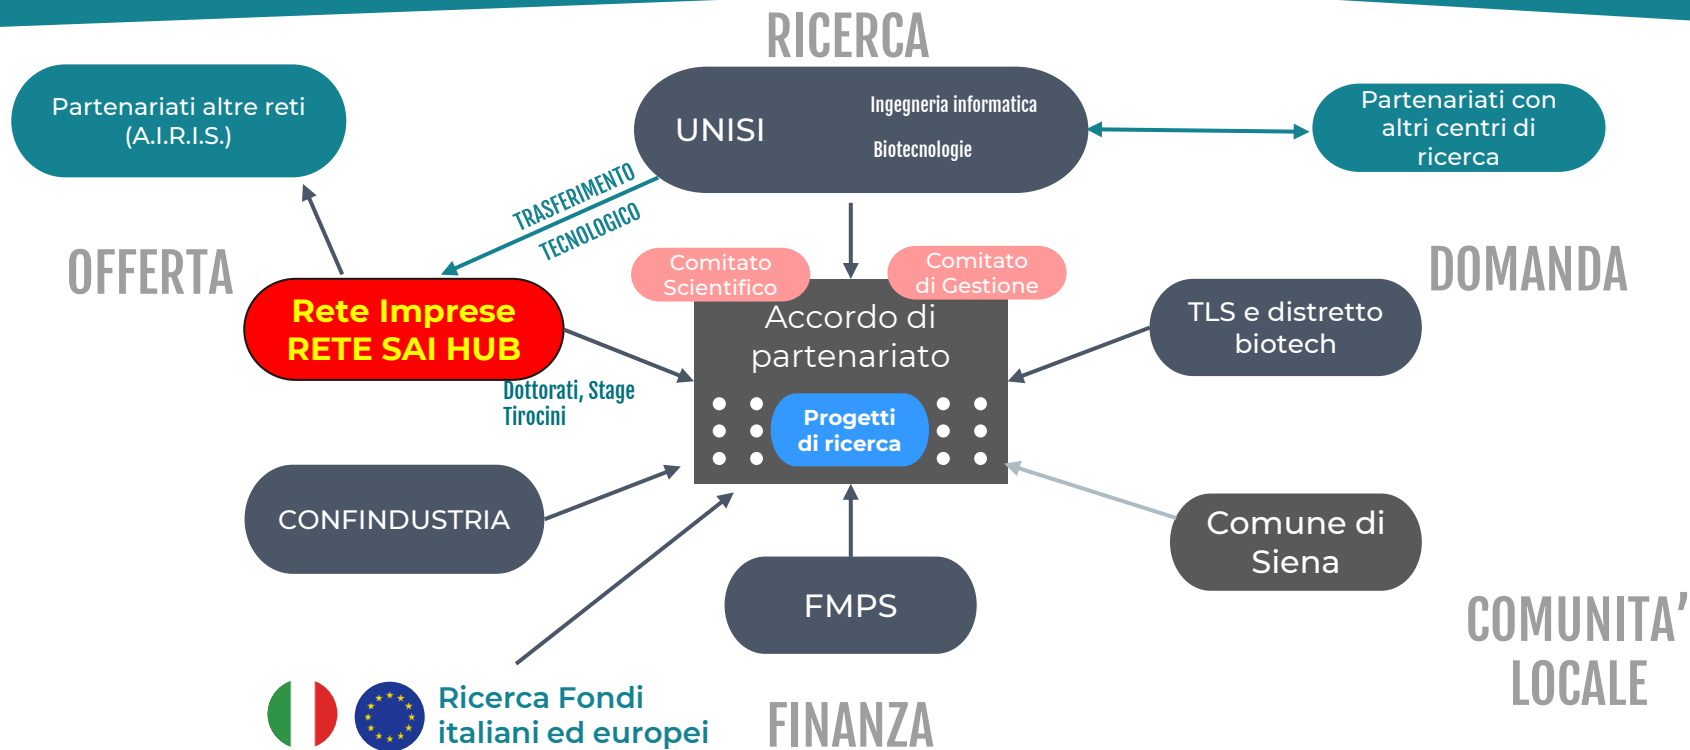 RICERCA
Partenariati altre reti
(A.I.R.I.S.)
UNISI
Ingegneria informatica
Biotecnologie
Partenariati con
altri centri di
ricerca
TRASFERIMENTO
TECNOLOGICO
OFFERTA
DOMANDA
Comitato
Scientifico
Comitato
di Gestione
Rete Imprese
RETE SAI HUB
Accordo di
partenariato
TLS e distretto
biotech
Dottorati, Stage
Tirocini
Progetti
di ricerca
CONFINDUSTRIA
Comune di
Siena
FMPS
COMUNITA’
LOCALE
Ricerca Fondi
italiani ed europei
FINANZA